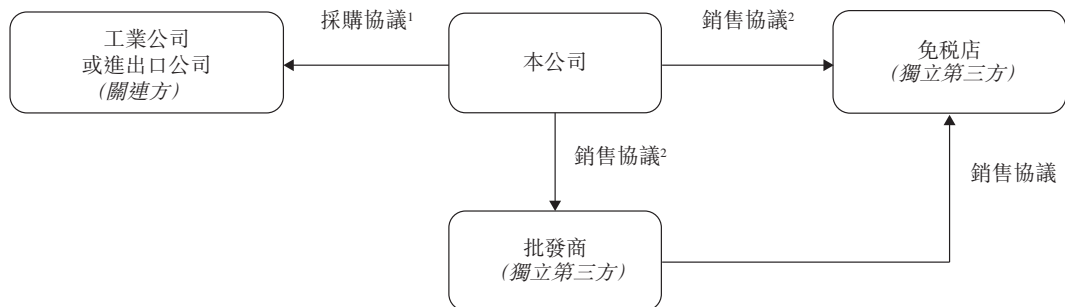 採購協議¹
銷售協議²
工業公司
或進出口公司
(關連方)
本公司
免税店
(獨立第三方)
銷售協議²
銷售協議
批發商
(獨立第三方)